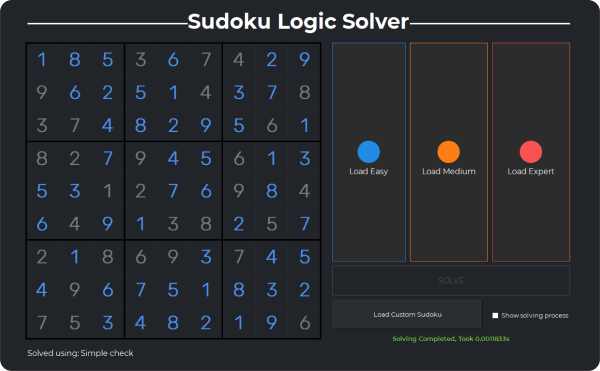 Sudoku Logic Solver
1 8 5 3 6 7 4 2 9
9 6 2 5 1 4 3 7 8
3 7 4 8 2 9 5 6 1
8 2 7 9 4 5 6 1 3
5 3 1 2 7 6 9 8 4
6 4 9 1 3 8 2 5 7
2 1 8 6 9 3 7 4 5
4 9 6 7 5 1 8 3 2
7 5 3 4 8 2 1 9 6
Load Easy
Load Medium
Load Expert
SOLVE
Load Custom Sudoku
Show solving process
Solving Completed, Took 0.0011833s
Solved using: Simple check